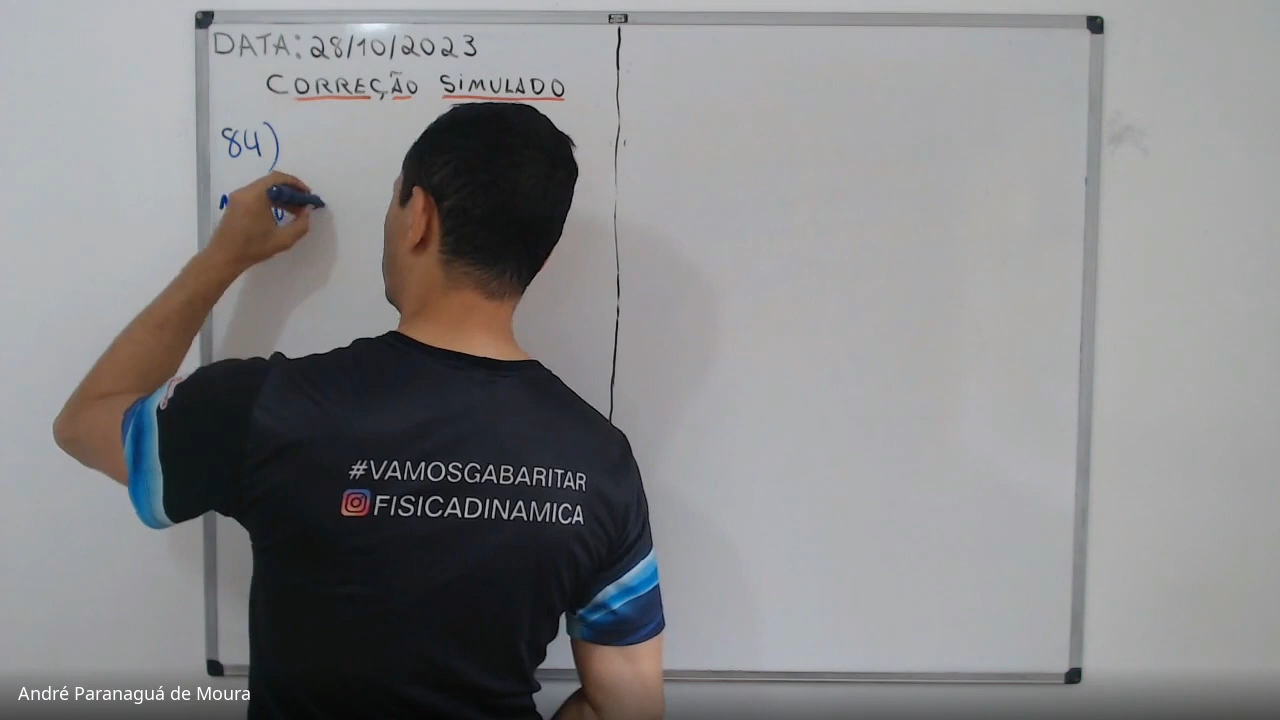 DATA: 28/10/2023
CORREÇÃO SIMULADO
84)
#VAMOSGABARITAR
FISICADINAMICA
André Paranaguá de Moura